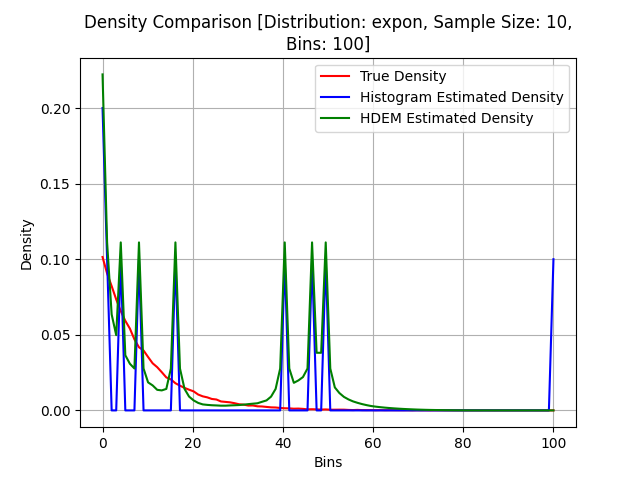 Density Comparison [Distribution: expon, Sample Size: 10,
Bins: 100]
True Density
Histogram Estimated Density
HDEM Estimated Density
0.20
0.15
0.10
0.05
0.00
Density
0 20 40 60 80 100
Bins